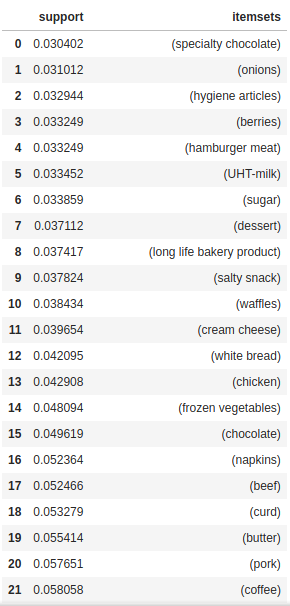 support itemsets
0 0.030402 (specialty chocolate)
1 0.031012 (onions)
2 0.032944 (hygiene articles)
3 0.033249 (berries)
4 0.033249 (hamburger meat)
5 0.033452 (UHT-milk)
6 0.033859 (sugar)
7 0.037112 (dessert)
8 0.037417 (long life bakery product)
9 0.037824 (salty snack)
10 0.038434 (waffles)
11 0.039654 (cream cheese)
12 0.042095 (white bread)
13 0.042908 (chicken)
14 0.048094 (frozen vegetables)
15 0.049619 (chocolate)
16 0.052364 (napkins)
17 0.052466 (beef)
18 0.053279 (curd)
19 0.055414 (butter)
20 0.057651 (pork)
21 0.058058 (coffee)